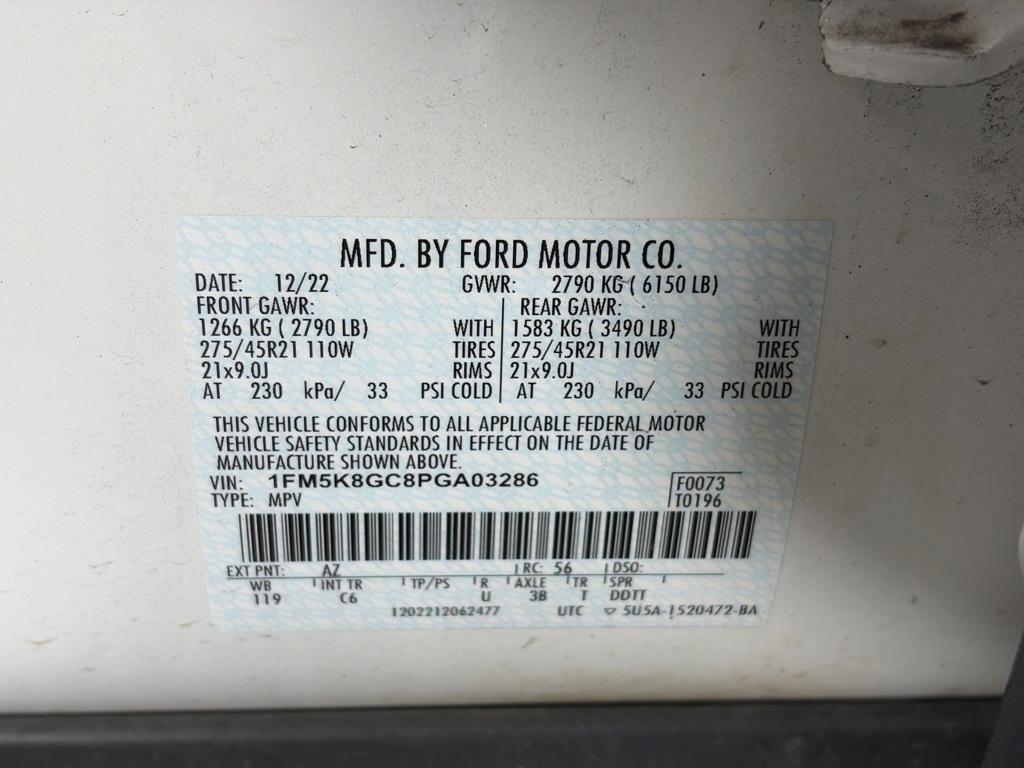 MFD. BY FORD MOTOR CO.
DATE: 12/22 GVWR: 2790 KG ( 6150 LB)
FRONT GAWR: REAR GAWR:
1266 KG ( 2790 LB) WITH 1583 KG ( 3490 LB) WITH
275/45R21 110W TIRES 275/45R21 110W TIRES
21x9.0J RIMS 21x9.0J RIMS
AT 230 kPa/ 33 PSI COLD AT 230 kPa/ 33 PSI COLD
THIS VEHICLE CONFORMS TO ALL APPLICABLE FEDERAL MOTOR
VEHICLE SAFETY STANDARDS IN EFFECT ON THE DATE OF
MANUFACTURE SHOWN ABOVE.
VIN: 1FM5K8GC8PGA03286 F0073
TYPE: MPV T0196
EXT PNT: AZ RC: 56 DSO:
WB INT TR TP/PS R AXLE TR SPR
119 C6 U 3B T DDTT
1202212062477 UTC ▽ 5U5A-1520472-BA